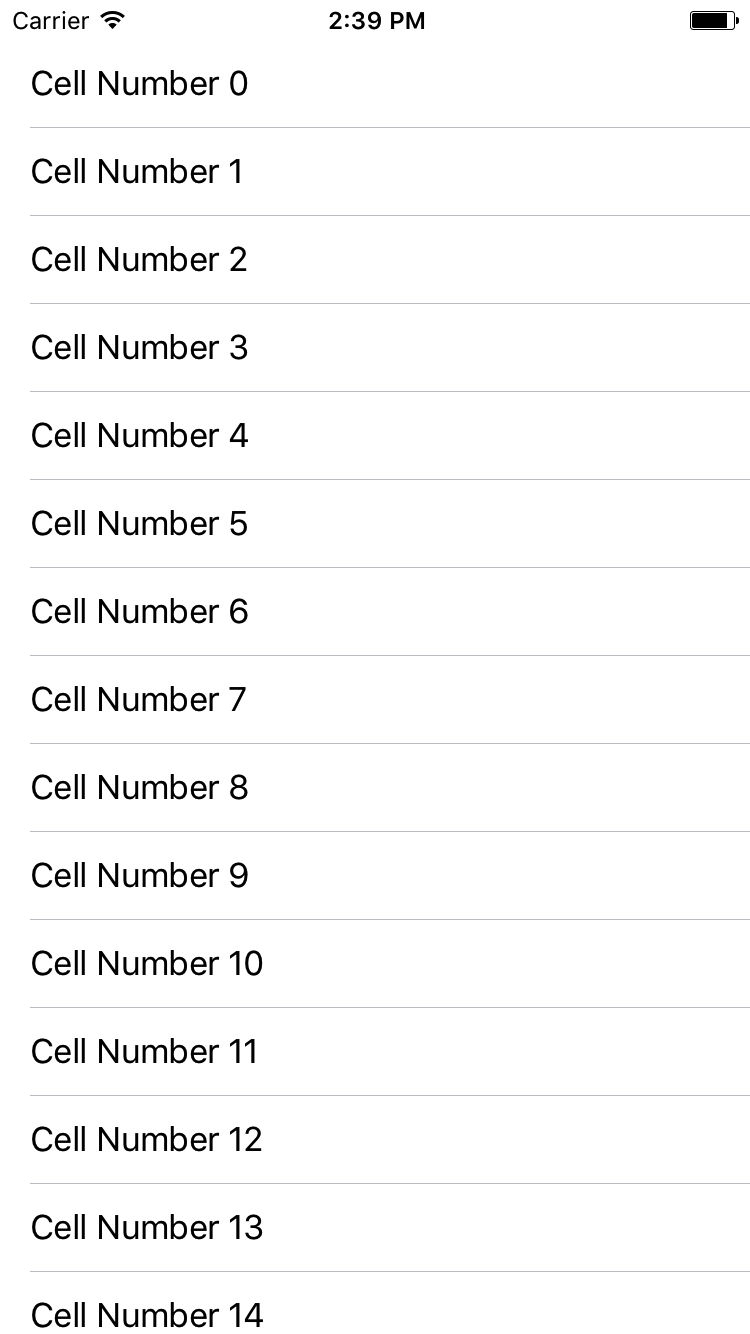 Carrier 2:39 PM
Cell Number 0
Cell Number 1
Cell Number 2
Cell Number 3
Cell Number 4
Cell Number 5
Cell Number 6
Cell Number 7
Cell Number 8
Cell Number 9
Cell Number 10
Cell Number 11
Cell Number 12
Cell Number 13
Cell Number 14